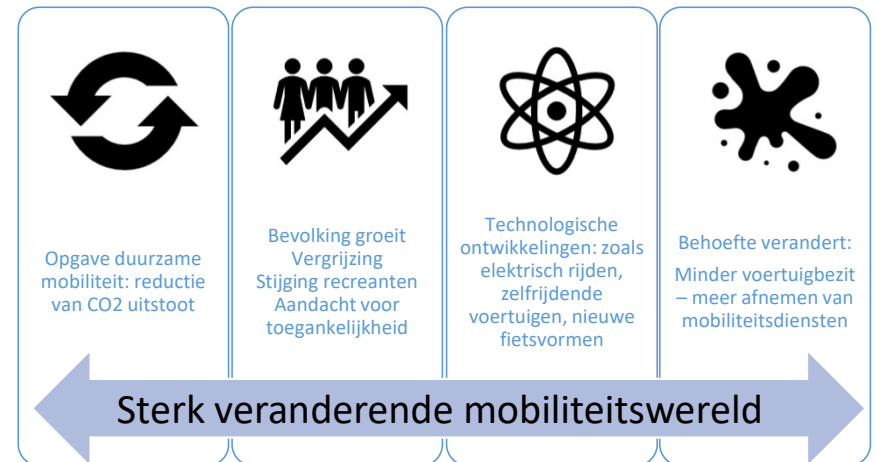 Opgave duurzame
mobiliteit: reductie
van CO2 uitstoot
Bevolking groeit
Vergrijzing
Stijging recreanten
Aandacht voor
toegankelijkheid
Technologische
ontwikkelingen: zoals
elektrisch rijden,
zelfrijdende
voertuigen, nieuwe
fietsvormen
Behoefte verandert:
Minder voertuigbezit
– meer afnemen van
mobiliteitsdiensten
Sterk veranderende mobiliteitswereld